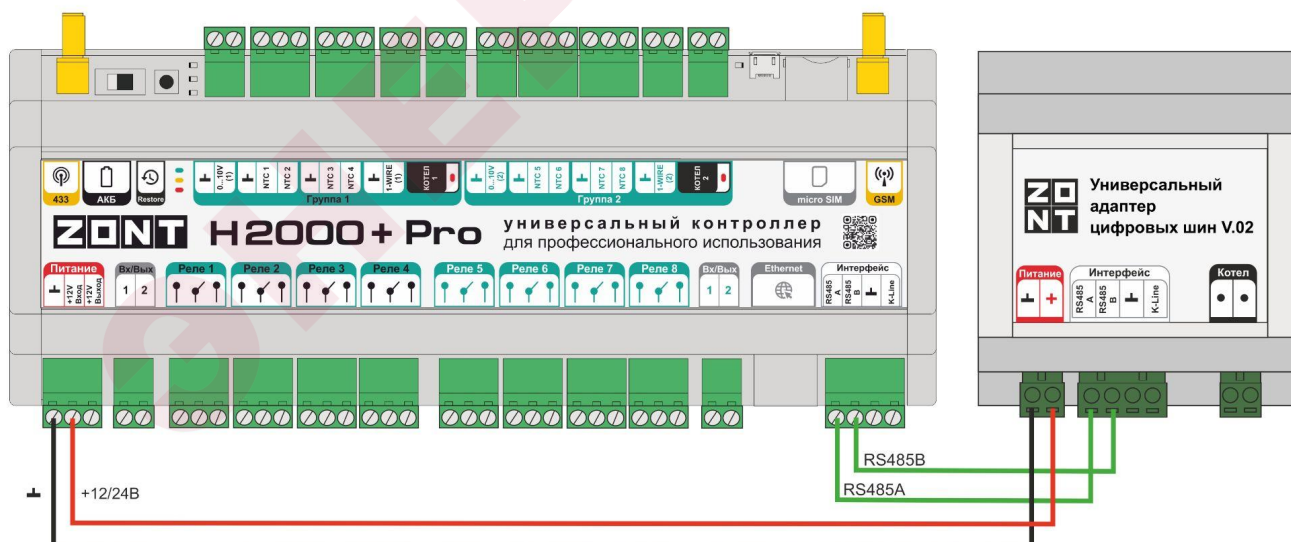 433
АКБ
Restore
0...10V (1)
NTC 1
NTC 2
NTC 3
NTC 4
1-WIRE (1)
КОТЕЛ 1
Группа 1
0...10V (2)
NTC 5
NTC 6
NTC 7
NTC 8
1-WIRE (2)
КОТЕЛ 2
Группа 2
micro SIM
GSM
ZONT H2000+ Pro
универсальный контроллер
для профессионального использования
Питание
+12V Вход
+12V Выход
Вх/Вых
1 2
Реле 1
Реле 2
Реле 3
Реле 4
Реле 5
Реле 6
Реле 7
Реле 8
Вх/Вых
1 2
Ethernet
Интерфейс
RS485 A
RS485 B
K-Line
ZONT
Универсальный
адаптер
цифровых шин V.02
Питание
+
Интерфейс
RS485 A
RS485 B
K-Line
Котел
RS485B
RS485A
+12/24В